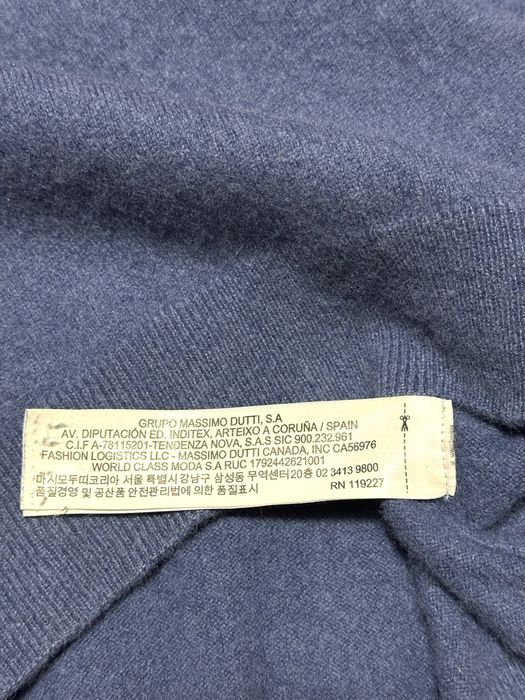 GRUPO MASSIMO DUTTI, S.A
AV. DIPUTACIÓN ED. INDITEX, ARTEIXO A CORUÑA / SPAIN
C.I.F A-78115201-TENDENZA NOVA, S.A.S SIC 900.232.961
FASHION LOGISTICS LLC - MASSIMO DUTTI CANADA, INC CA56976
WORLD CLASS MODA S.A RUC 1792442621001
마시모두띠코리아 서울 특별시 강남구 삼성동 무역센터20층 02 3413 9800
품질경영 및 공산품 안전관리법에 의한 품질표시 RN 119227